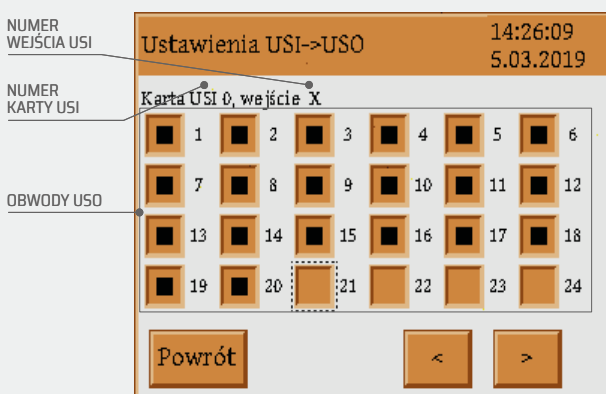 NUMER
WEJŚCIA USI
NUMER
KARTY USI
OBWODY USO
Ustawienia USI->USO
14:26:09
5.03.2019
Karta USI 0, wejście X
1 2 3 4 5 6
7 8 9 10 11 12
13 14 15 16 17 18
19 20 21 22 23 24
Powrót < >